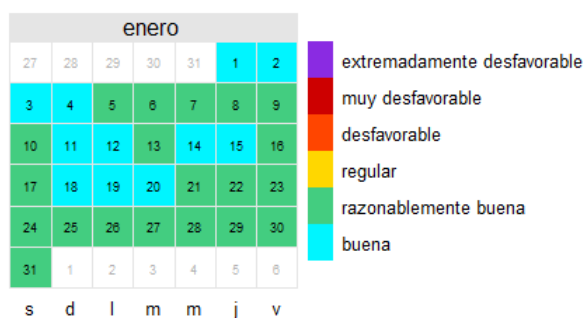 enero
27 28 29 30 31 1 2
3 4 5 6 7 8 9
10 11 12 13 14 15 16
17 18 19 20 21 22 23
24 25 26 27 28 29 30
31 1 2 3 4 5 6
s d l m m j v
extremadamente desfavorable
muy desfavorable
desfavorable
regular
razonablemente buena
buena